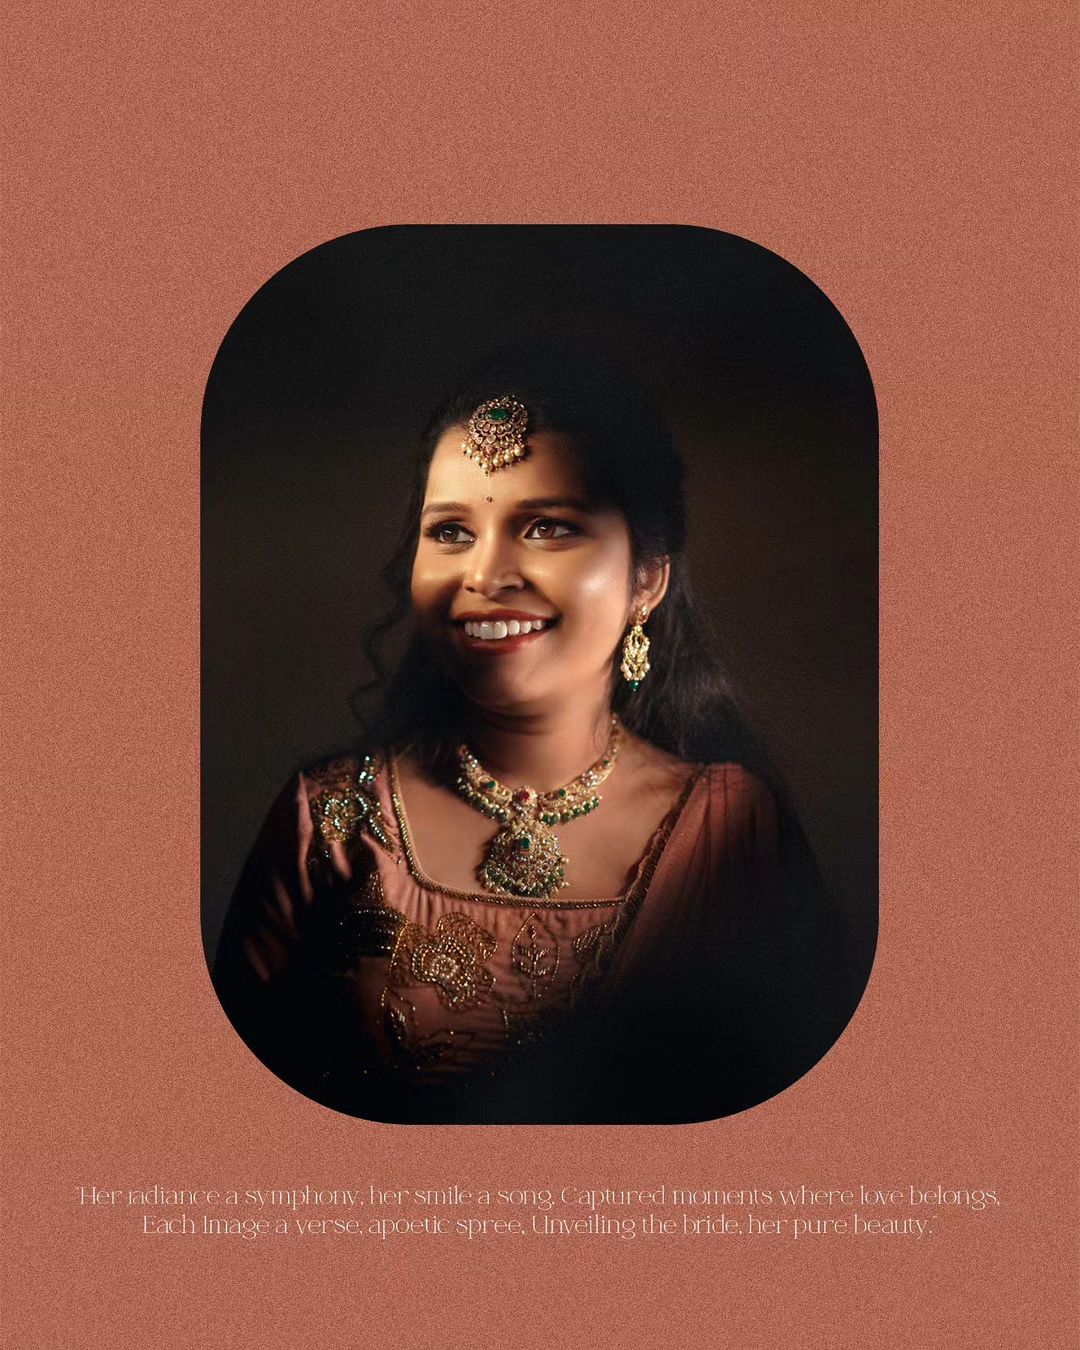 "Her radiance a symphony, her smile a song, Captured moments where love belongs,
Each Image a verse, apoetic spree, Unveiling the bride, her pure beauty."